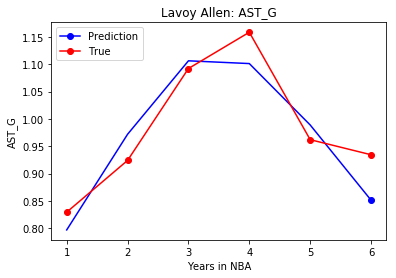 Lavoy Allen: AST_G
Prediction
True
AST_G
1.15
1.10
1.05
1.00
0.95
0.90
0.85
0.80
1 2 3 4 5 6
Years in NBA